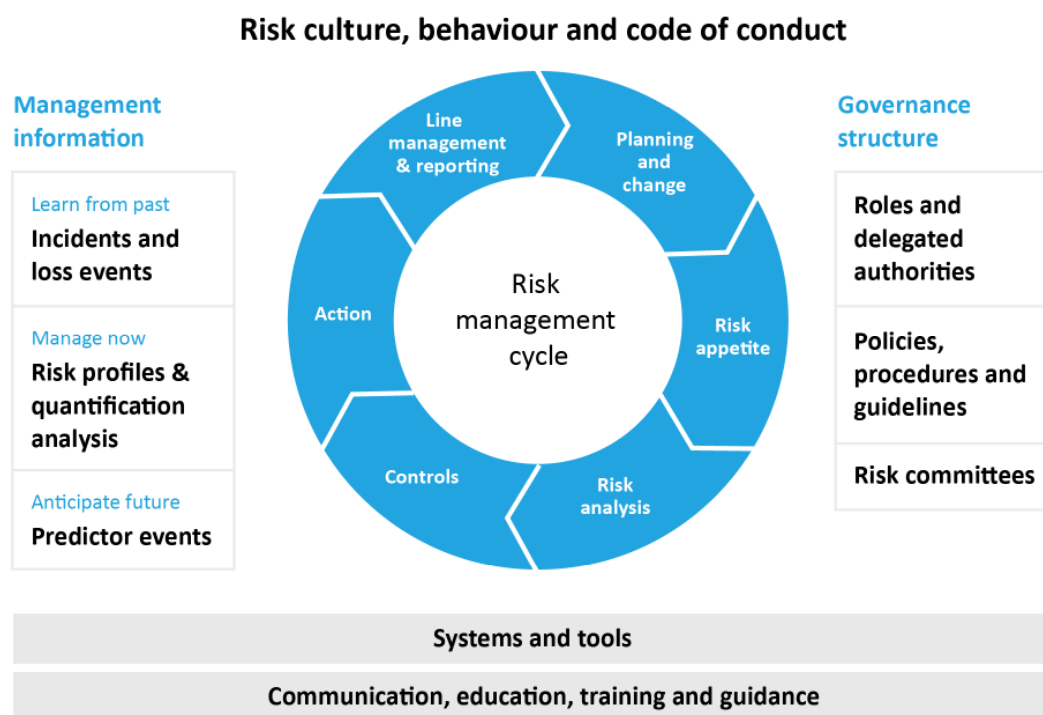 Risk culture, behaviour and code of conduct
Management
information
Learn from past
Incidents and
loss events
Manage now
Risk profiles &
quantification
analysis
Anticipate future
Predictor events
Line
management
& reporting
Planning
and
change
Risk
appetite
Risk
analysis
Controls
Action
Risk
management
cycle
Governance
structure
Roles and
delegated
authorities
Policies,
procedures and
guidelines
Risk committees
Systems and tools
Communication, education, training and guidance